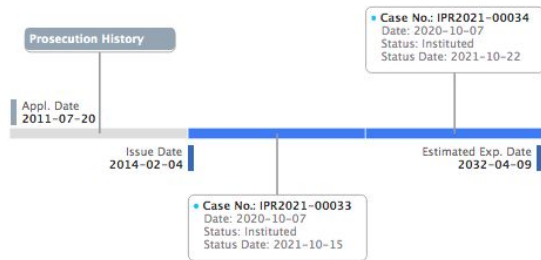 Case No.: IPR2021-00034
Date: 2020-10-07
Status: Instituted
Status Date: 2021-10-22
Prosecution History
Appl. Date
2011-07-20
Issue Date
2014-02-04
Estimated Exp. Date
2032-04-09
Case No.: IPR2021-00033
Date: 2020-10-07
Status: Instituted
Status Date: 2021-10-15